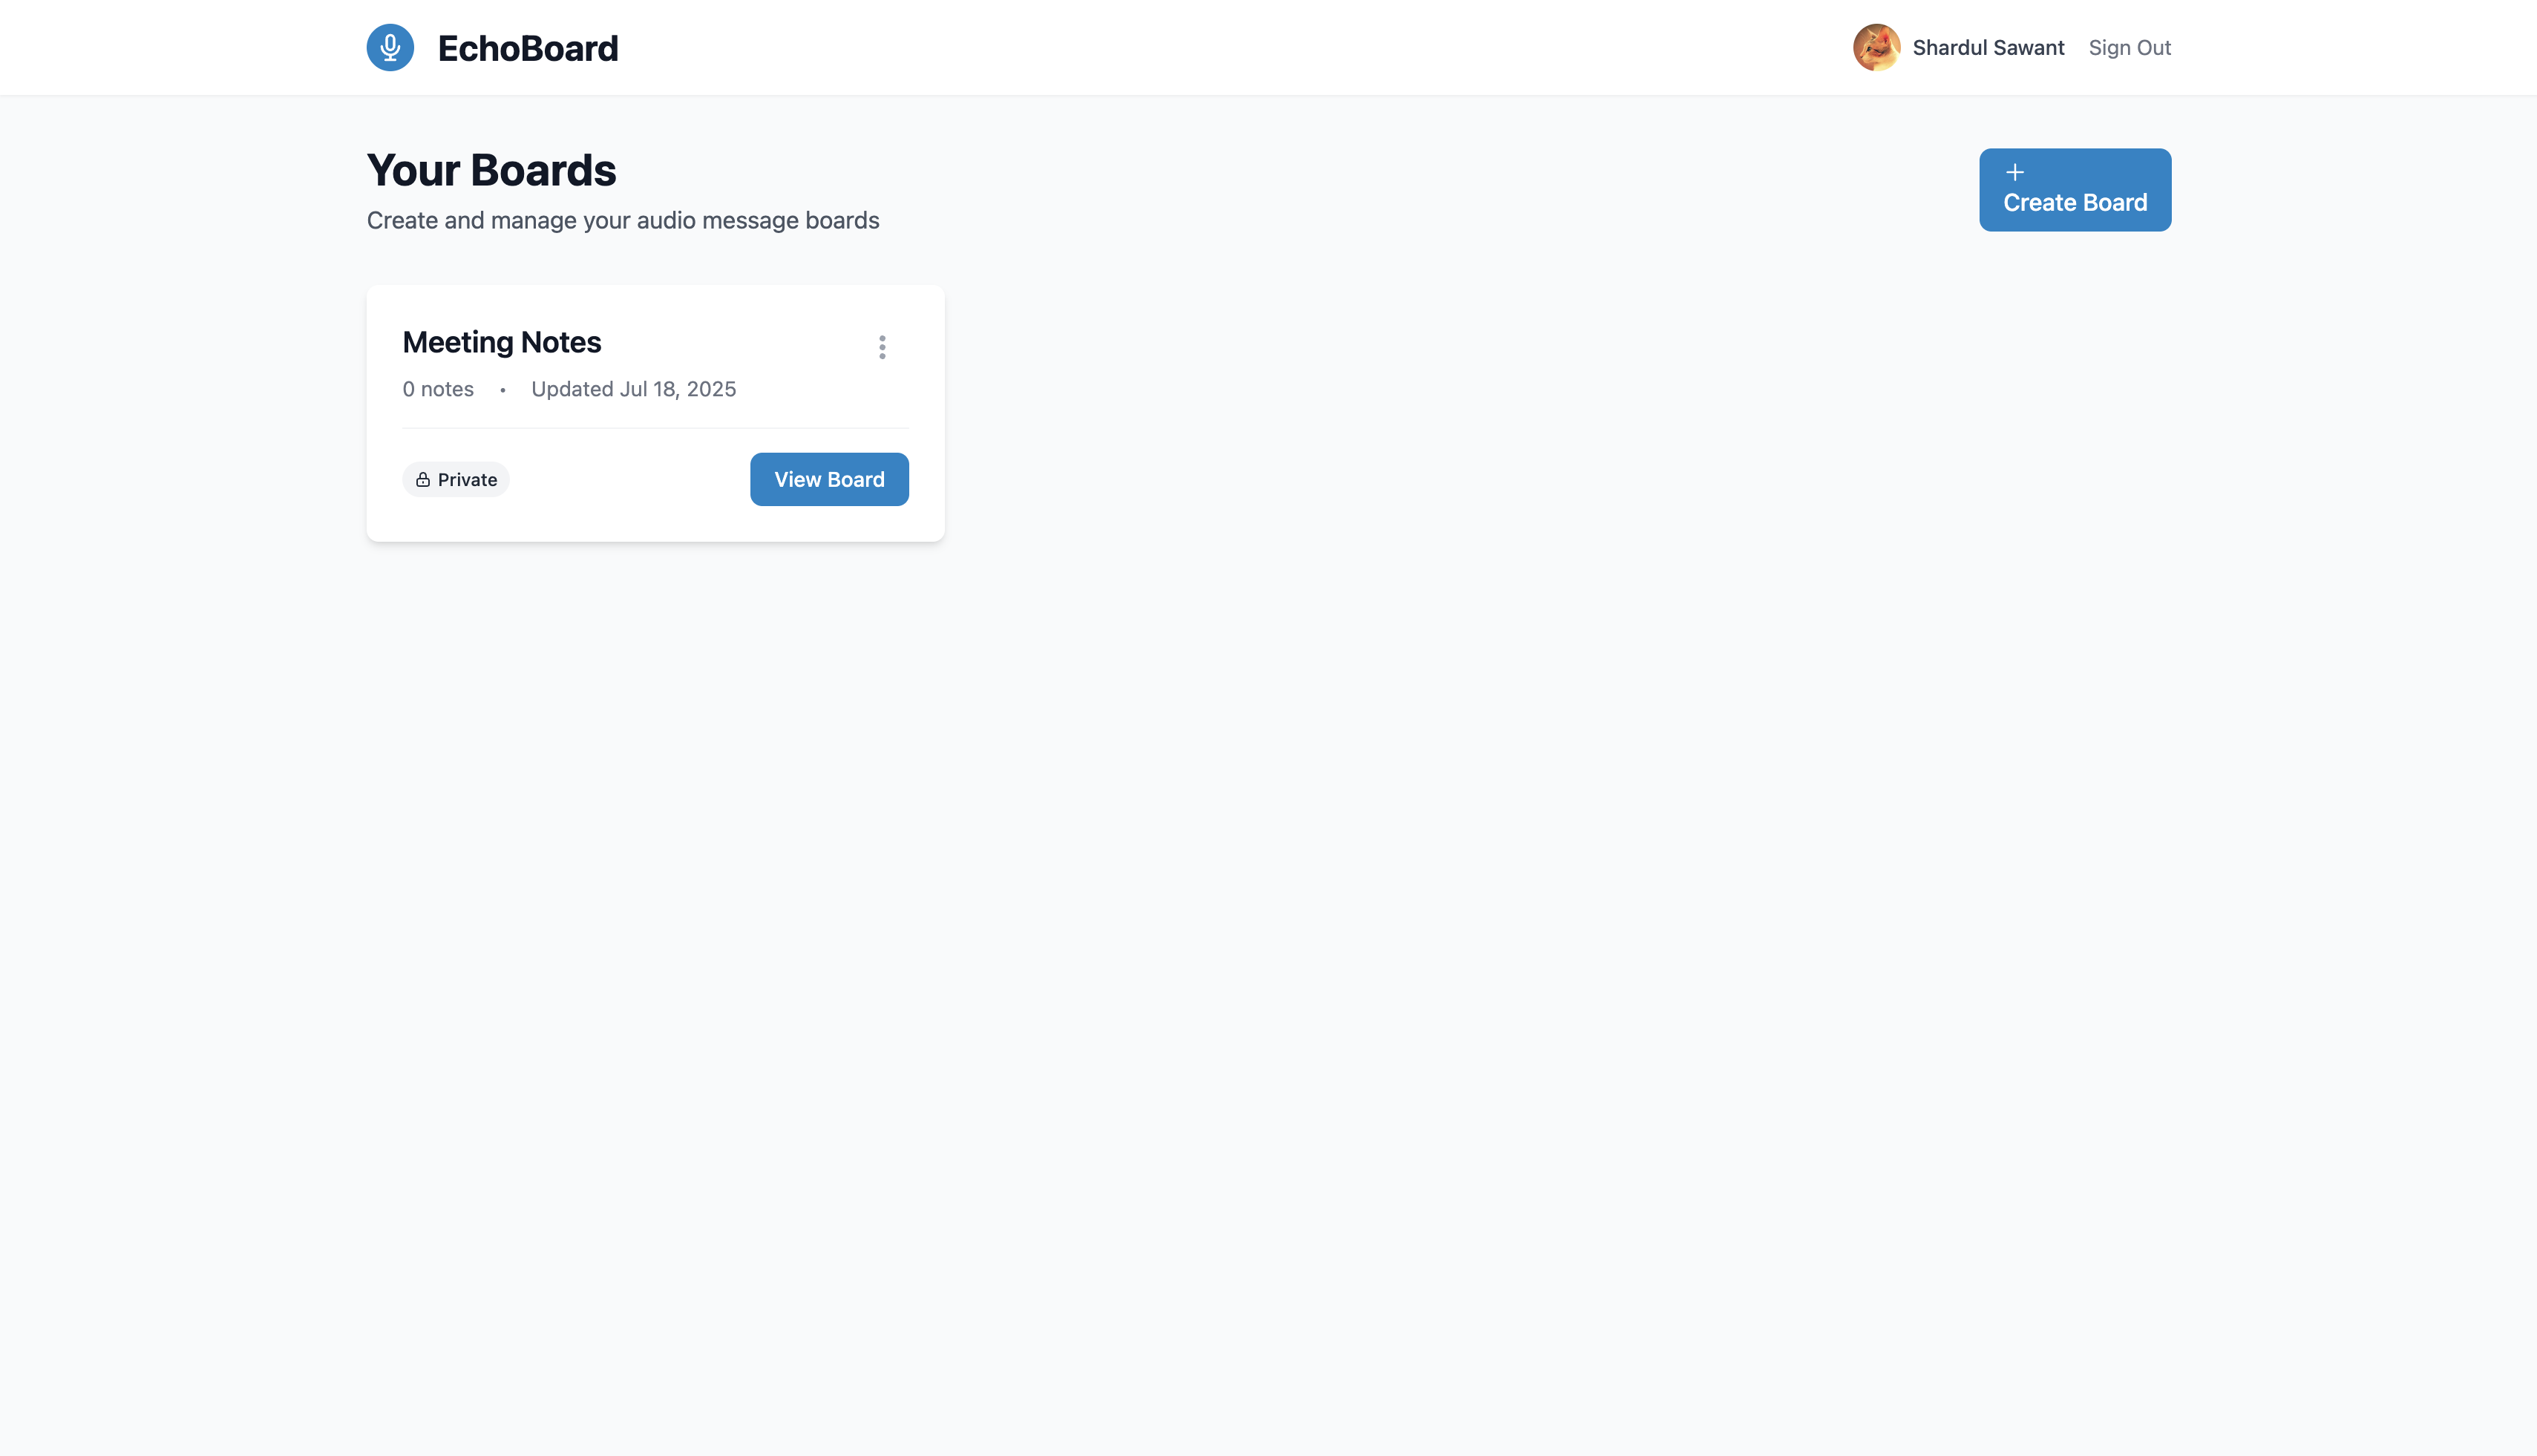 EchoBoard
Shardul Sawant
Sign Out
Your Boards
Create and manage your audio message boards
+
Create Board
Meeting Notes
0 notes • Updated Jul 18, 2025
Private
View Board